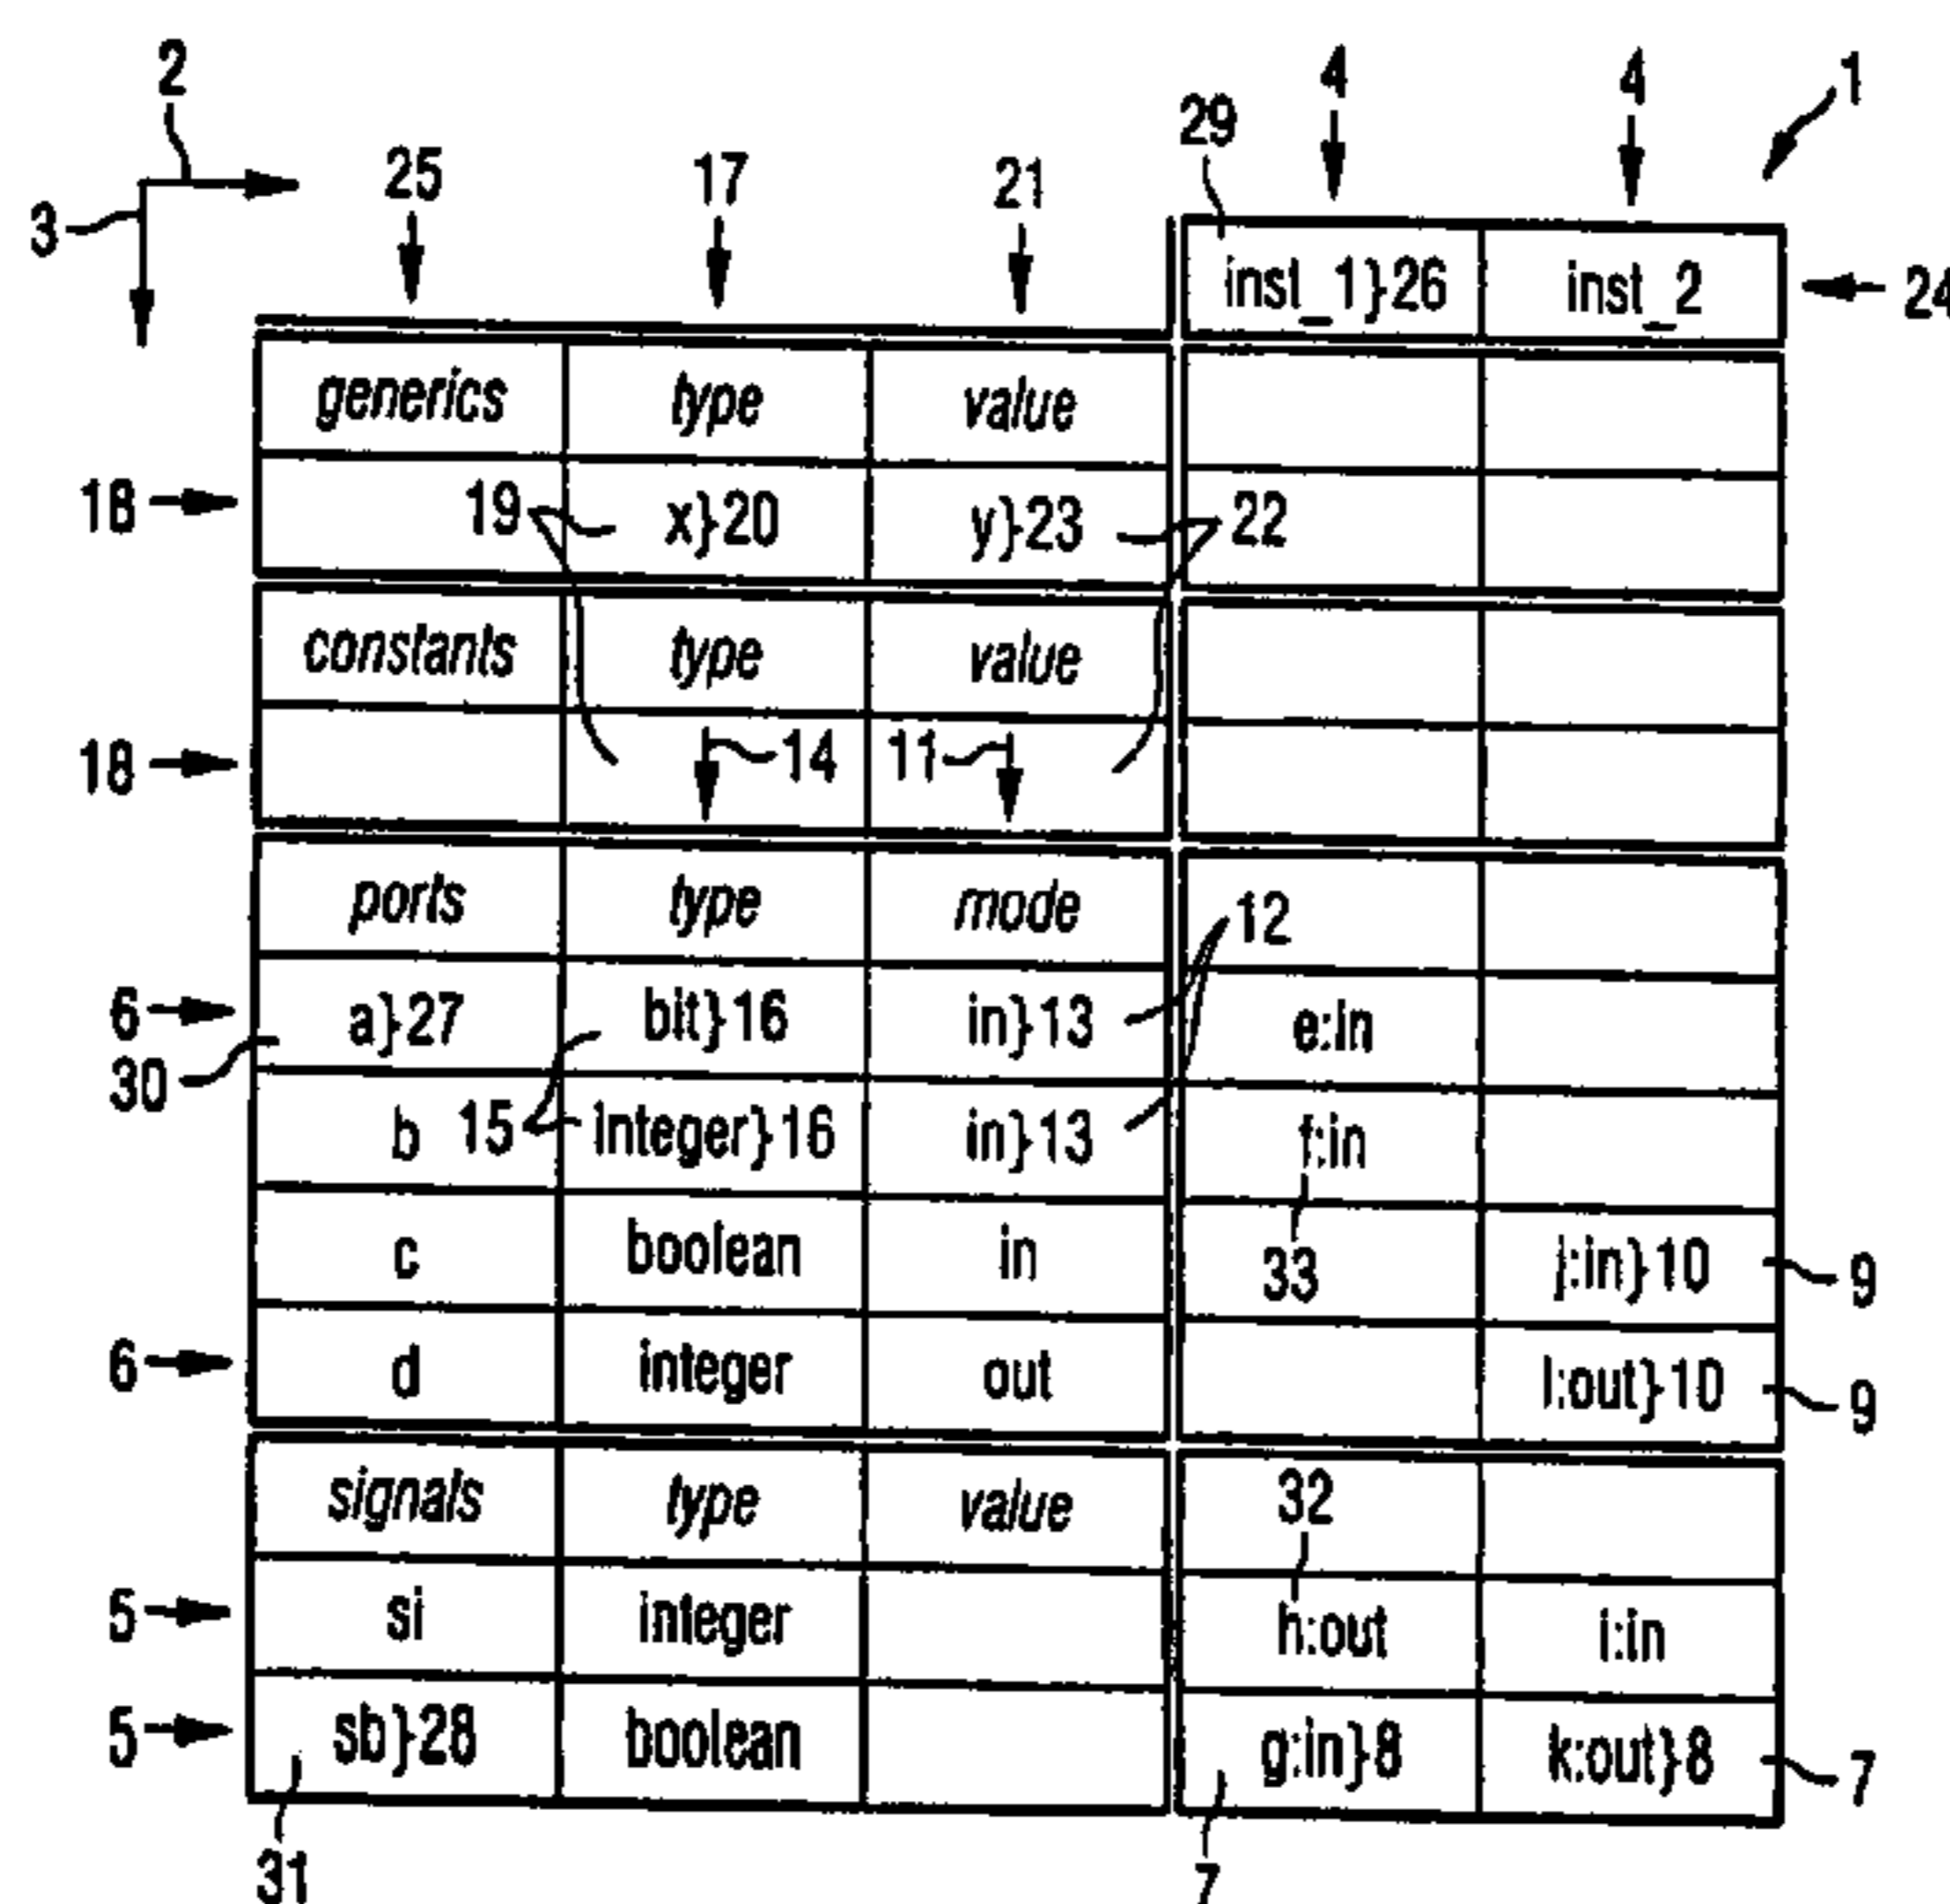 2 4 4 1
29
3 25 17 21
inst_1}26 inst_2 24
generics type value
18 19 x}20 y}23 22
constants type value
18 14 11
ports type mode 12
6 a}27 bit}16 in}13 e:in
30
b 15 integer}16 in}13 f:in
c boolean in 33 j:in}10 9
6 d integer out l:out}10 9
signals type value 32
5 si integer h:out i:in
5 sb}28 boolean g:in}8 k:out}8 7
31 7